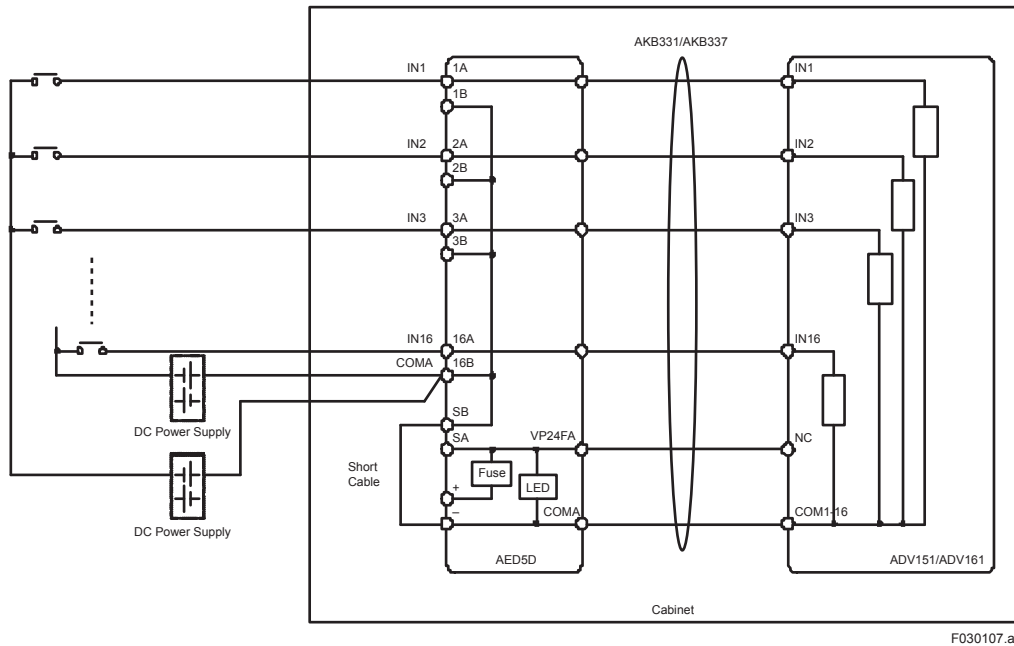 AKB331/AKB337
IN1
1A
IN1
1B
IN2
2A
IN2
2B
IN3
3A
IN3
3B
IN16
16A
IN16
COMA
16B
SB
DC Power Supply
SA
VP24FA
NC
Short
Cable
Fuse
LED
+
–
COMA
COM1-16
DC Power Supply
AED5D
ADV151/ADV161
Cabinet